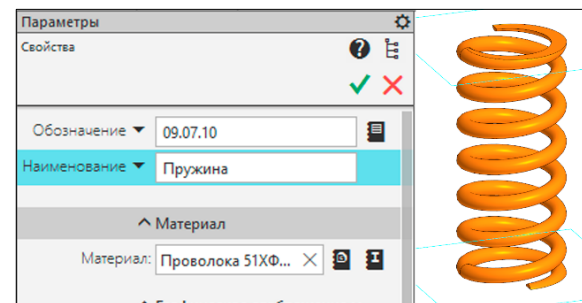 Параметры
Свойства
Обозначение 09.07.10
Наименование Пружина
Материал
Материал: Проволока 51ХФ...